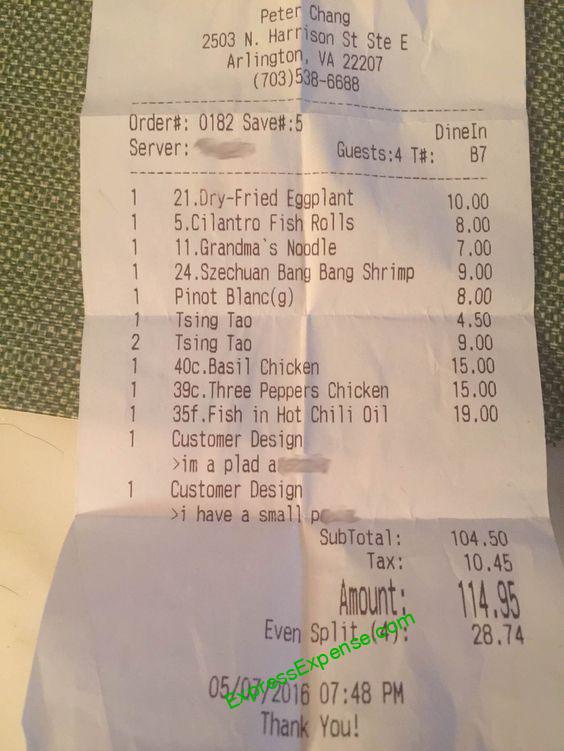 Peter Chang
2503 N. Harrison St Ste E
Arlington, VA 22207
(703)538-6688
Order#: 0182 Save#:5
DineIn
Server:
Guests:4 T#: B7
1 21.Dry-Fried Eggplant 10.00
1 5.Cilantro Fish Rolls 8.00
1 11.Grandma's Noodle 7.00
1 24.Szechuan Bang Bang Shrimp 9.00
1 Pinot Blanc(g) 8.00
1 Tsing Tao 4.50
2 Tsing Tao 9.00
1 40c.Basil Chicken 15.00
1 39c.Three Peppers Chicken 15.00
1 35f.Fish in Hot Chili Oil 19.00
1 Customer Design
>im a plad
1 Customer Design
>i have a small
SubTotal: 104.50
Tax: 10.45
Amount: 114.95
Even Split (4): 28.74
ExpressExpense.com
05/07/2016 07:48 PM
Thank You!